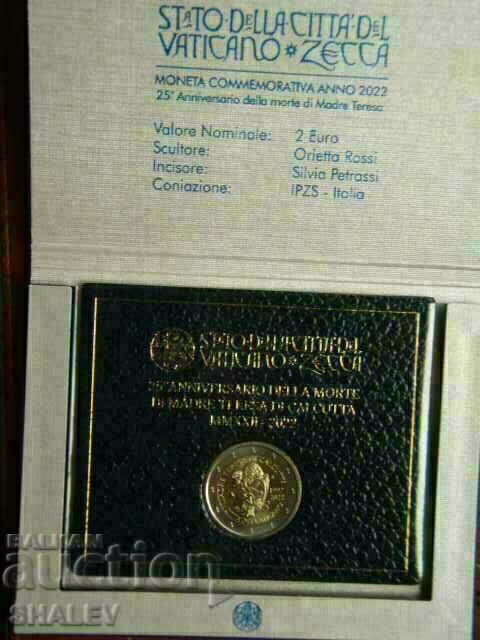 STATO·DELLA CITTÀ·DEL
VATICANO ☼ ZECCA
MONETA COMMEMORATIVA ANNO 2022
25° Anniversario della morte di Madre Teresa
Valore Nominale: 2 Euro
Scultore: Orietta Rossi
Incisore: Silvia Petrassi
Coniazione: IPZS - Italia
STATO·DELLA CITTÀ·DEL
VATICANO ☼ ZECCA
25° ANNIVERSARIO DELLA MORTE
DI MADRE TERESA DI CALCUTTA
MMXXII - 2022
BALKAN
auction
SHALEV